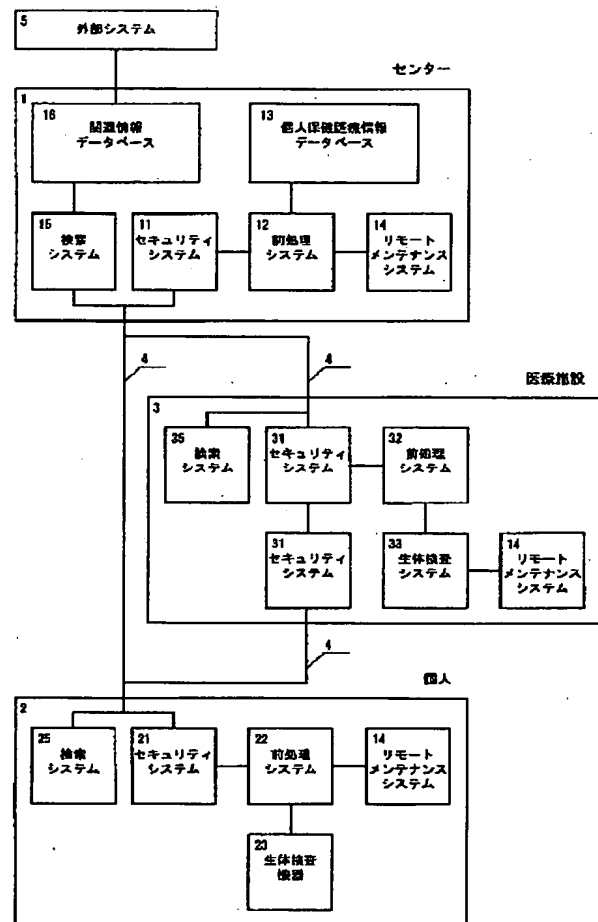 5
外部システム
センター
1
16
関連情報
データベース
13
個人保健医療情報
データベース
15
検索
システム
11
セキュリティ
システム
12
前処理
システム
14
リモート
メンテナンス
システム
4
4
医療施設
3
35
検索
システム
31
セキュリティ
システム
32
前処理
システム
31
セキュリティ
システム
33
生体検査
システム
14
リモート
メンテナンス
システム
4
個人
2
25
検索
システム
21
セキュリティ
システム
22
前処理
システム
14
リモート
メンテナンス
システム
23
生体検査
機器